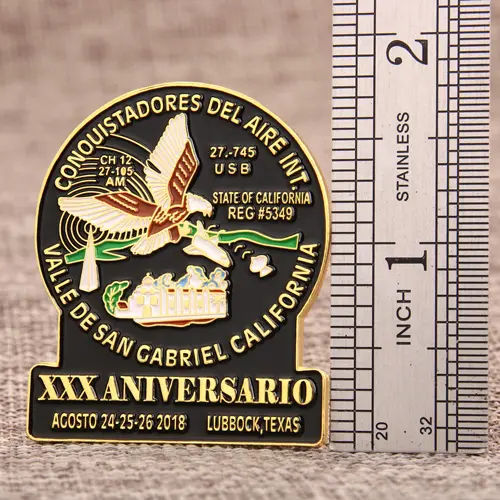 CONQUISTADORES DEL AIRE INT.
CH 12
27-105
AM
27.-745
USB
STATE OF CALIFORNIA
REG #5349
VALLE DE SAN GABRIEL CALIFORNIA
XXX ANIVERSARIO
AGOSTO 24-25-26 2018 LUBBOCK, TEXAS
2
STAINLESS
1
INCH
20
32